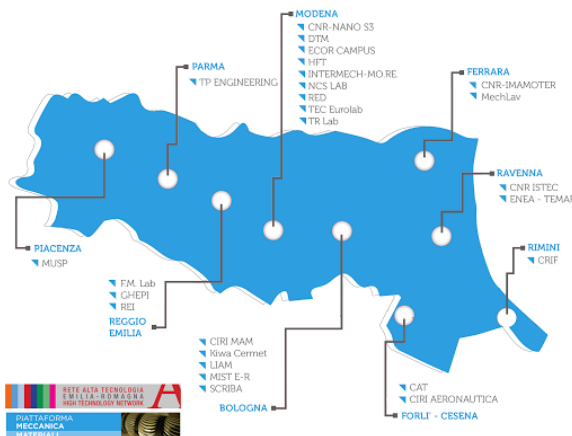 MODENA
CNR-NANO S3
DTM
ECOR CAMPUS
HFT
INTERMECH-MO.RE.
NCS LAB
RED
TEC Eurolab
TR Lab
PARMA
TP ENGINEERING
FERRARA
CNR-IMAMOTER
MechLav
RAVENNA
CNR ISTEC
ENEA - TEMAF
PIACENZA
MUSP
RIMINI
CRIF
F.M. Lab
GHEPI
REI
REGGIO
EMILIA
CIRI MAM
Kiwa Cermet
LIAM
MIST E-R
SCRIBA
BOLOGNA
CAT
CIRI AERONAUTICA
FORLI' - CESENA
RETE ALTA TECNOLOGIA
EMILIA-ROMAGNA
HIGH TECHNOLOGY NETWORK
PIATTAFORMA
MECCANICA
MATERIALI